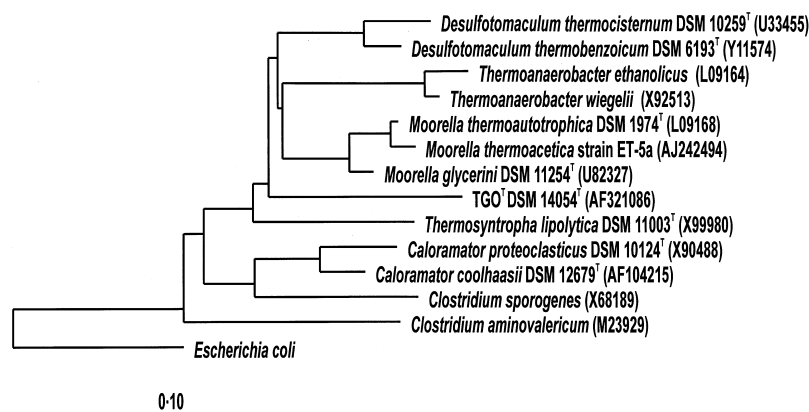 Desulfotomaculum thermocisternum DSM 10259ᵀ (U33455)
Desulfotomaculum thermobenzoicum DSM 6193ᵀ (Y11574)
Thermoanaerobacter ethanolicus (L09164)
Thermoanaerobacter wiegelii (X92513)
Moorella thermoautotrophica DSM 1974ᵀ (L09168)
Moorella thermoacetica strain ET-5a (AJ242494)
Moorella glycerini DSM 11254ᵀ (U82327)
TGOᵀ DSM 14054ᵀ (AF321086)
Thermosyntropha lipolytica DSM 11003ᵀ (X99980)
Caloramator proteoclasticus DSM 10124ᵀ (X90488)
Caloramator coolhaasii DSM 12679ᵀ (AF104215)
Clostridium sporogenes (X68189)
Clostridium aminovalericum (M23929)
Escherichia coli
0·10